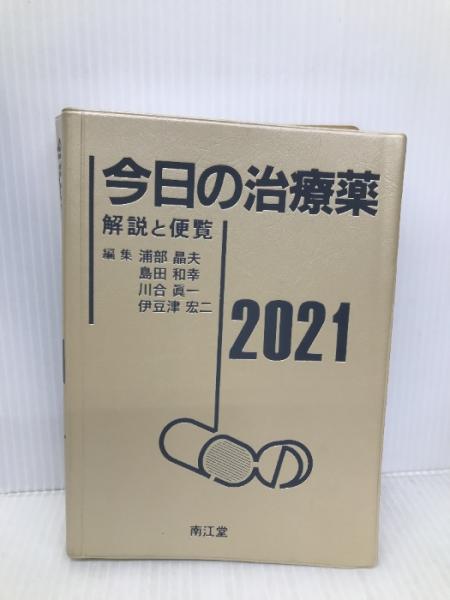 今日の治療薬
解説と便覧
編集 浦部 晶夫
島田 和幸
川合 眞一
伊豆津 宏二
2021
南江堂